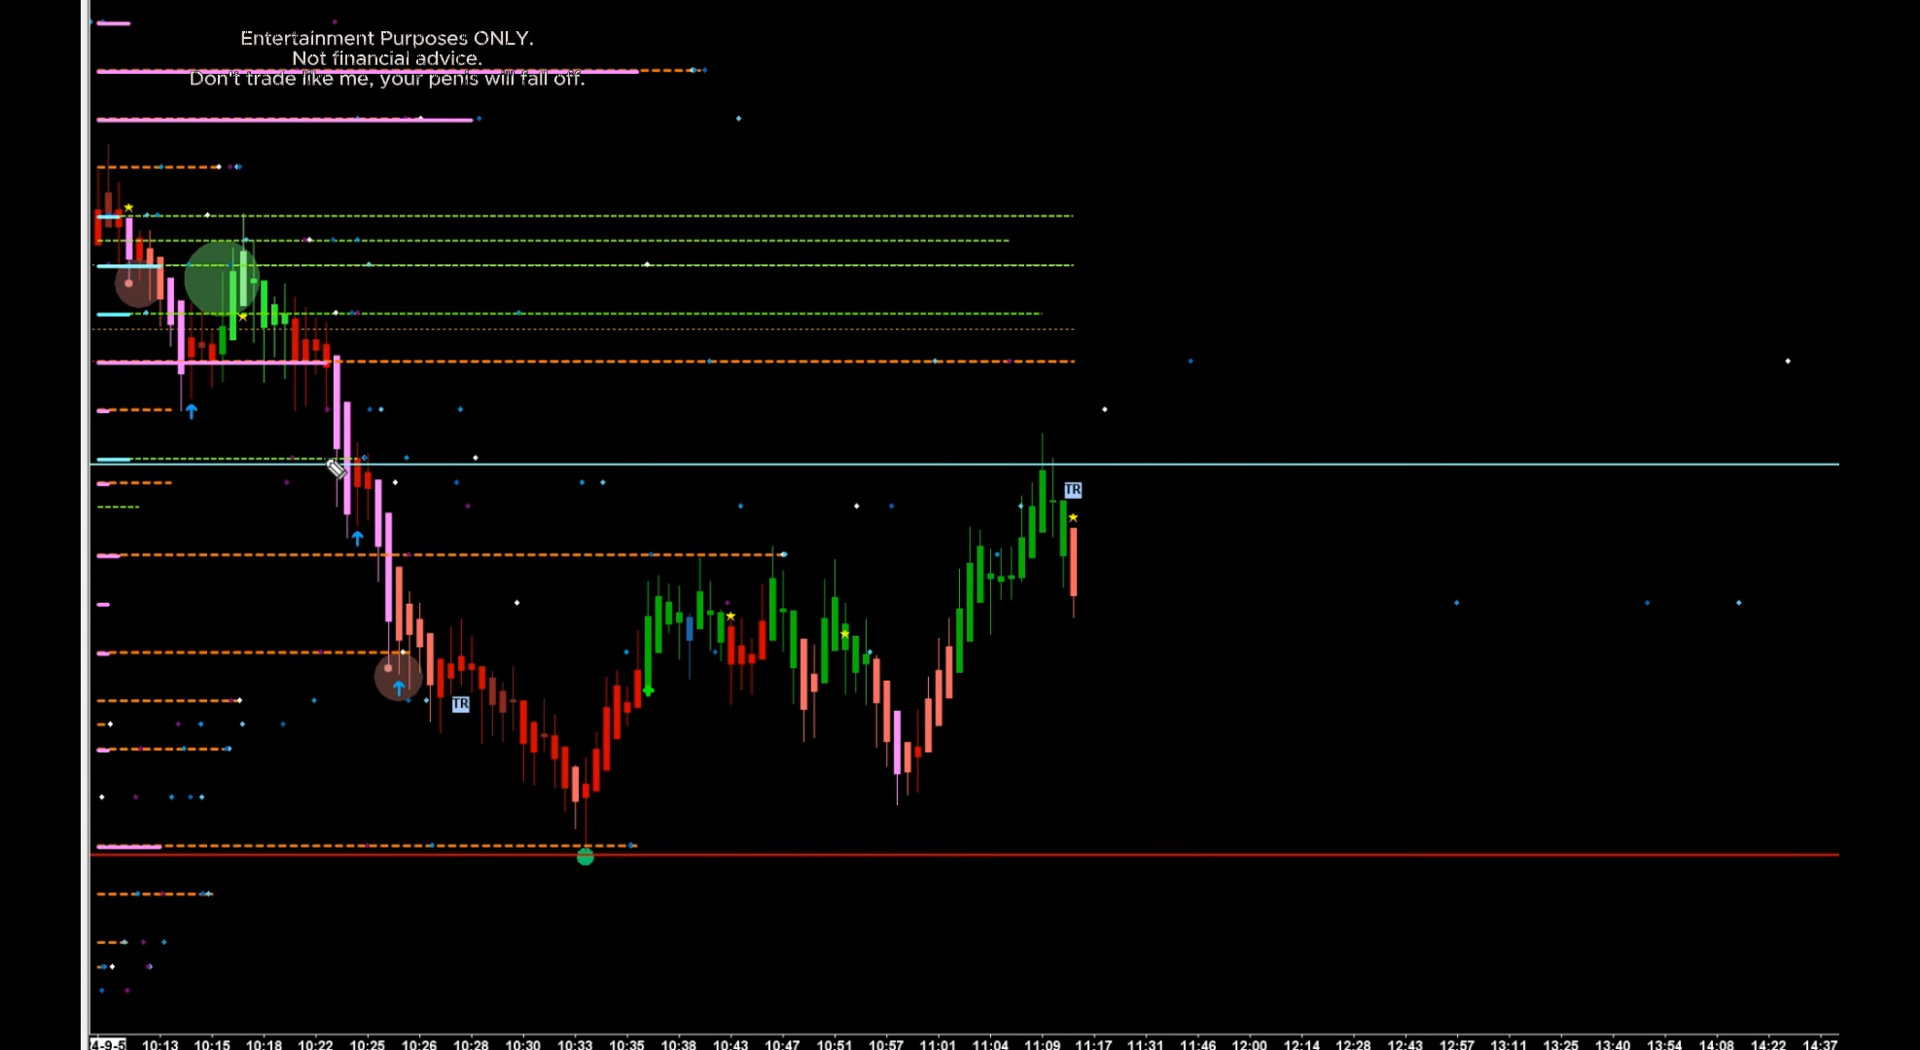 Entertainment Purposes ONLY.
Not financial advice.
Don't trade like me, your penis will fall off.
TR
TR
4-9-5 10:13 10:15 10:18 10:22 10:25 10:26 10:28 10:30 10:33 10:35 10:38 10:43 10:47 10:51 10:57 11:01 11:04 11:09 11:17 11:31 11:46 12:00 12:14 12:28 12:43 12:57 13:11 13:25 13:40 13:54 14:08 14:22 14:37